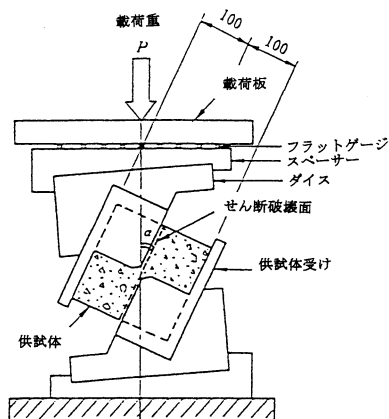 載荷重
P
100
100
載荷板
フラットゲージ
スペーサー
ダイス
せん断破壊面
α
供試体受け
供試体